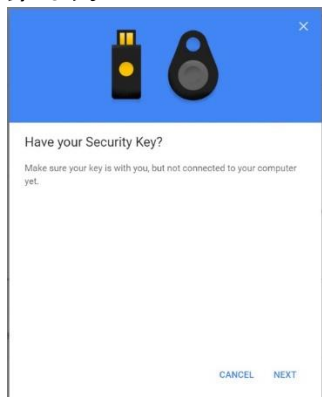 Have your Security Key?
Make sure your key is with you, but not connected to your computer
yet.
CANCEL NEXT